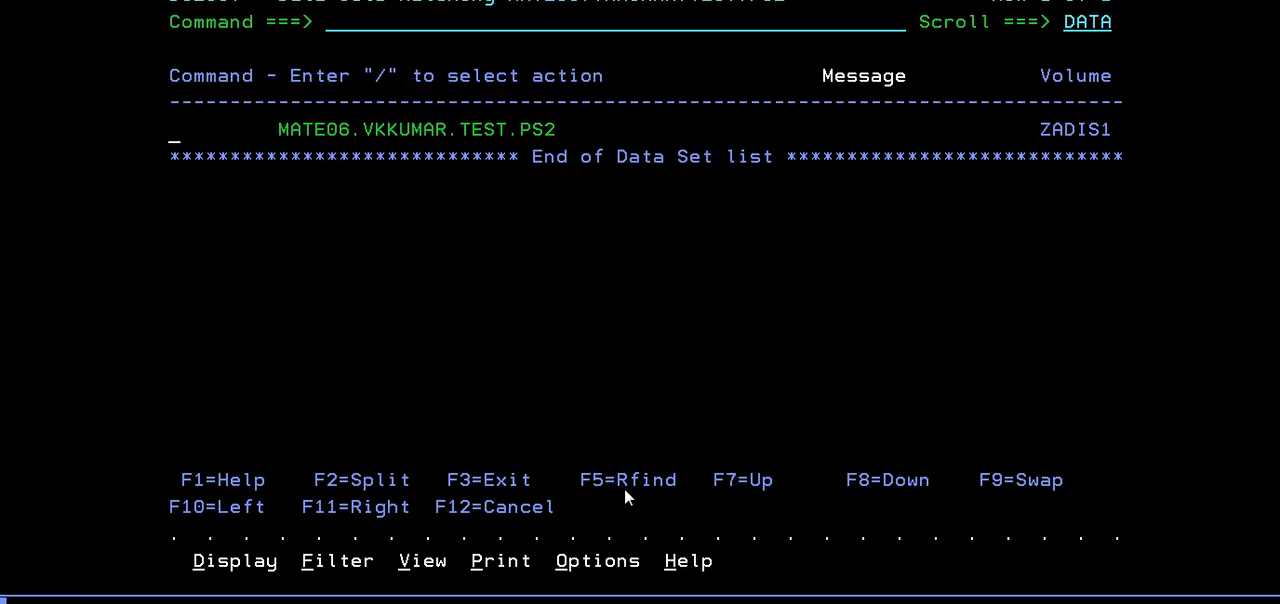 Command ===> Scroll ===> DATA
Command - Enter "/" to select action Message Volume
-------------------------------------------------------------------------------
MATE06.VKKUMAR.TEST.PS2 ZADIS1
***************************** End of Data Set list ****************************
F1=Help F2=Split F3=Exit F5=Rfind F7=Up F8=Down F9=Swap
F10=Left F11=Right F12=Cancel
. . . . . . . . . . . . . . . . . . . . . . . . . . .
Display Filter View Print Options Help